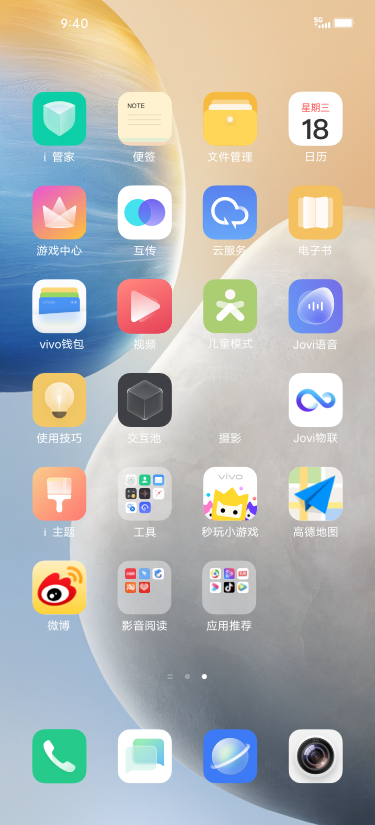 9:40
5G
NOTE
星期三
18
i 管家
便签
文件管理
日历
游戏中心
互传
云服务
电子书
vivo钱包
视频
儿童模式
Jovi语音
使用技巧
交互池
摄影
Jovi物联
vivo
i 主题
工具
秒玩小游戏
高德地图
微博
影音阅读
应用推荐